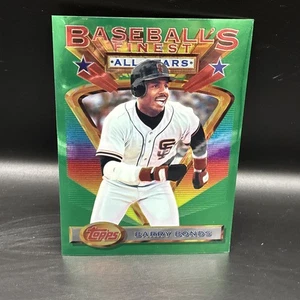 BASEBALL'S
FINEST
ALL STARS
SF
Topps
BARRY BONDS